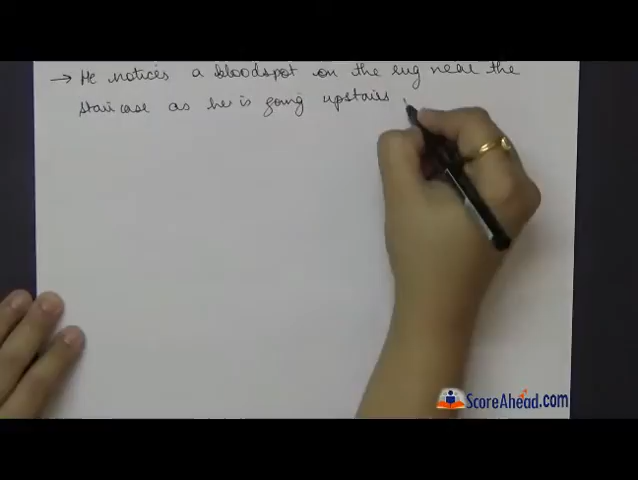 → He notices a bloodspot on the rug near the
staircase as he is going upstairs
ScoreAhead.com